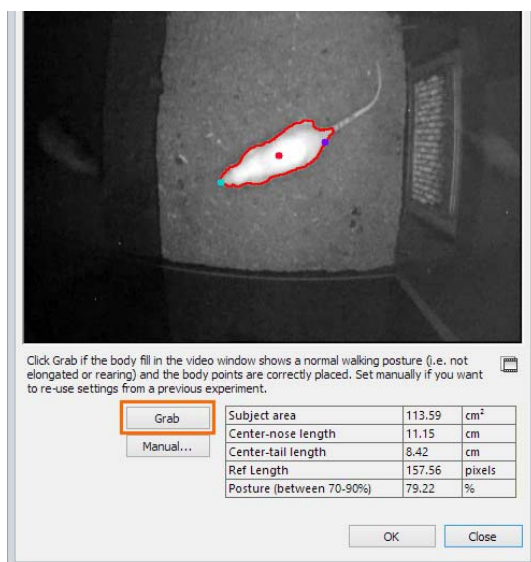 Click Grab if the body fill in the video window shows a normal walking posture (i.e. not
elongated or rearing) and the body points are correctly placed. Set manually if you want
to re-use settings from a previous experiment.
Grab
Manual...
Subject area 113.59 cm²
Center-nose length 11.15 cm
Center-tail length 8.42 cm
Ref Length 157.56 pixels
Posture (between 70-90%) 79.22 %
OK
Close